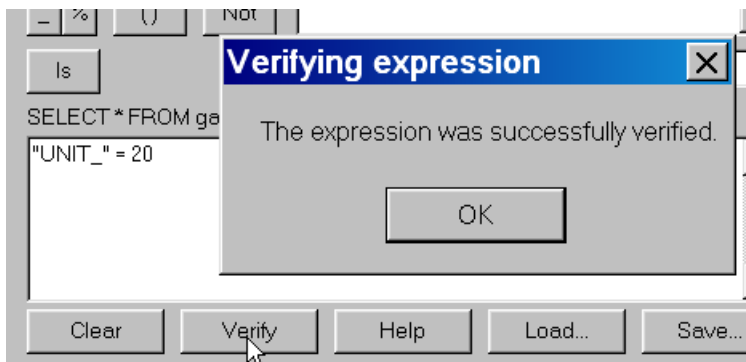 _ % () Not
Is
Verifying expression
SELECT * FROM ga
The expression was successfully verified.
"UNIT_" = 20
OK
Clear Verify Help Load... Save...